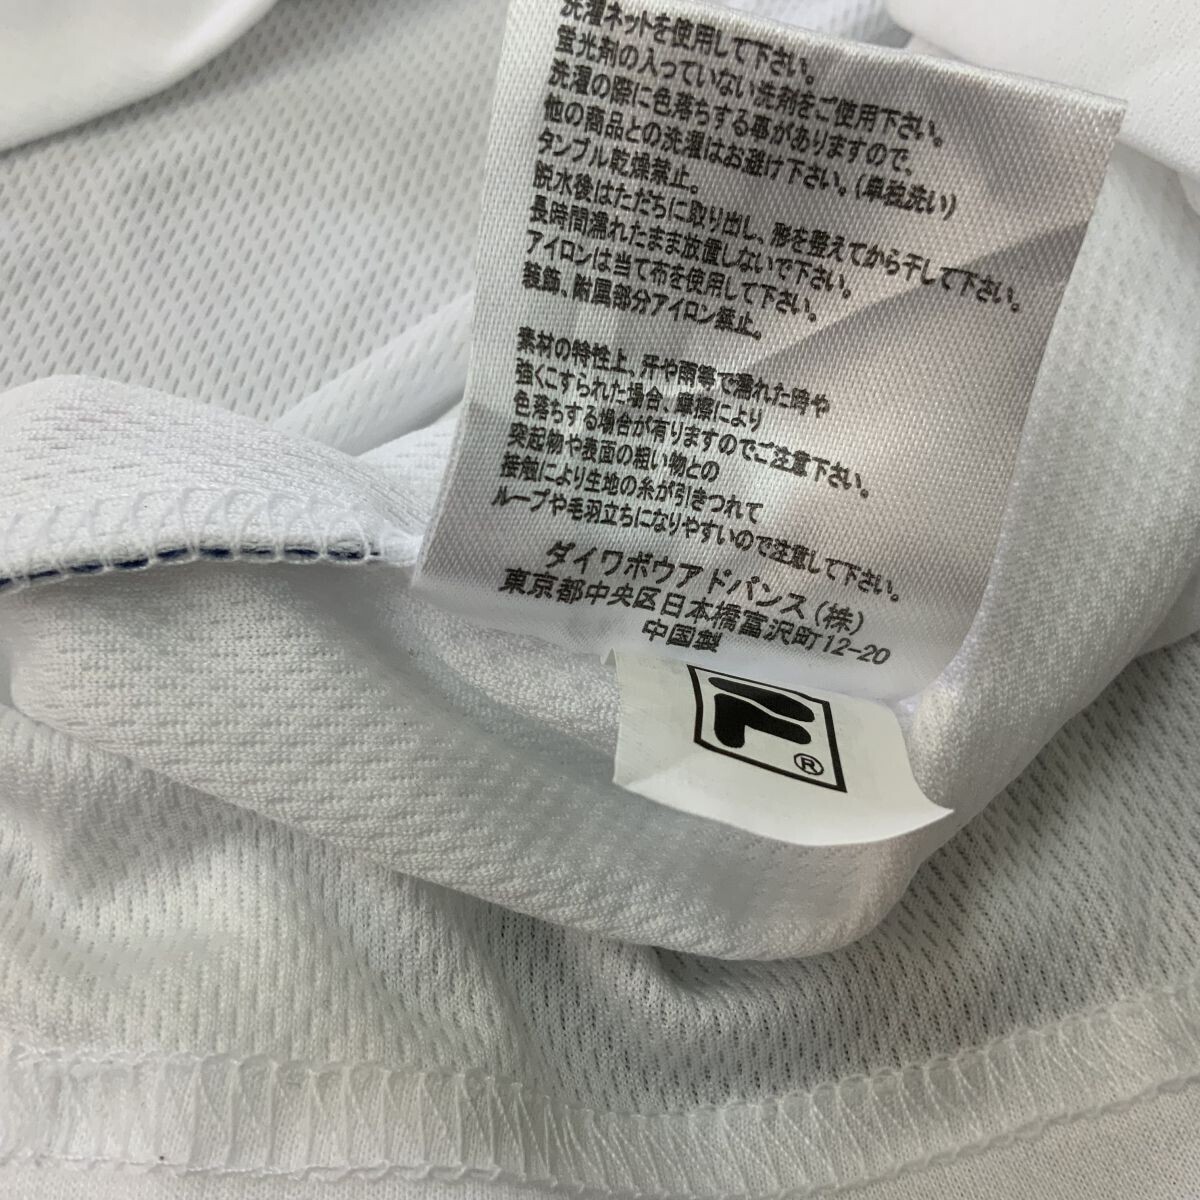 洗濯ネットを使用して下さい。
蛍光剤の入っていない洗剤をご使用下さい。
洗濯の際に色落ちする事がありますので、
他の商品との洗濯はお避け下さい。(単独洗い)
タンブル乾燥禁止。
脱水後はただちに取り出し、形を整えてから干して下さい。
長時間濡れたまま放置しないで下さい。
アイロンは当て布を使用して下さい。
装飾、附属部分アイロン禁止。
素材の特性上、汗や雨等で濡れた時や
強くこすられた場合、摩擦により
色落ちする場合が有りますのでご注意下さい。
突起物や表面の粗い物との
接触により生地の糸が引きつれて
ループや毛羽立ちになりやすいので注意して下さい。
ダイワボウアドバンス(株)
東京都中央区日本橋富沢町12-20
中国製
F®